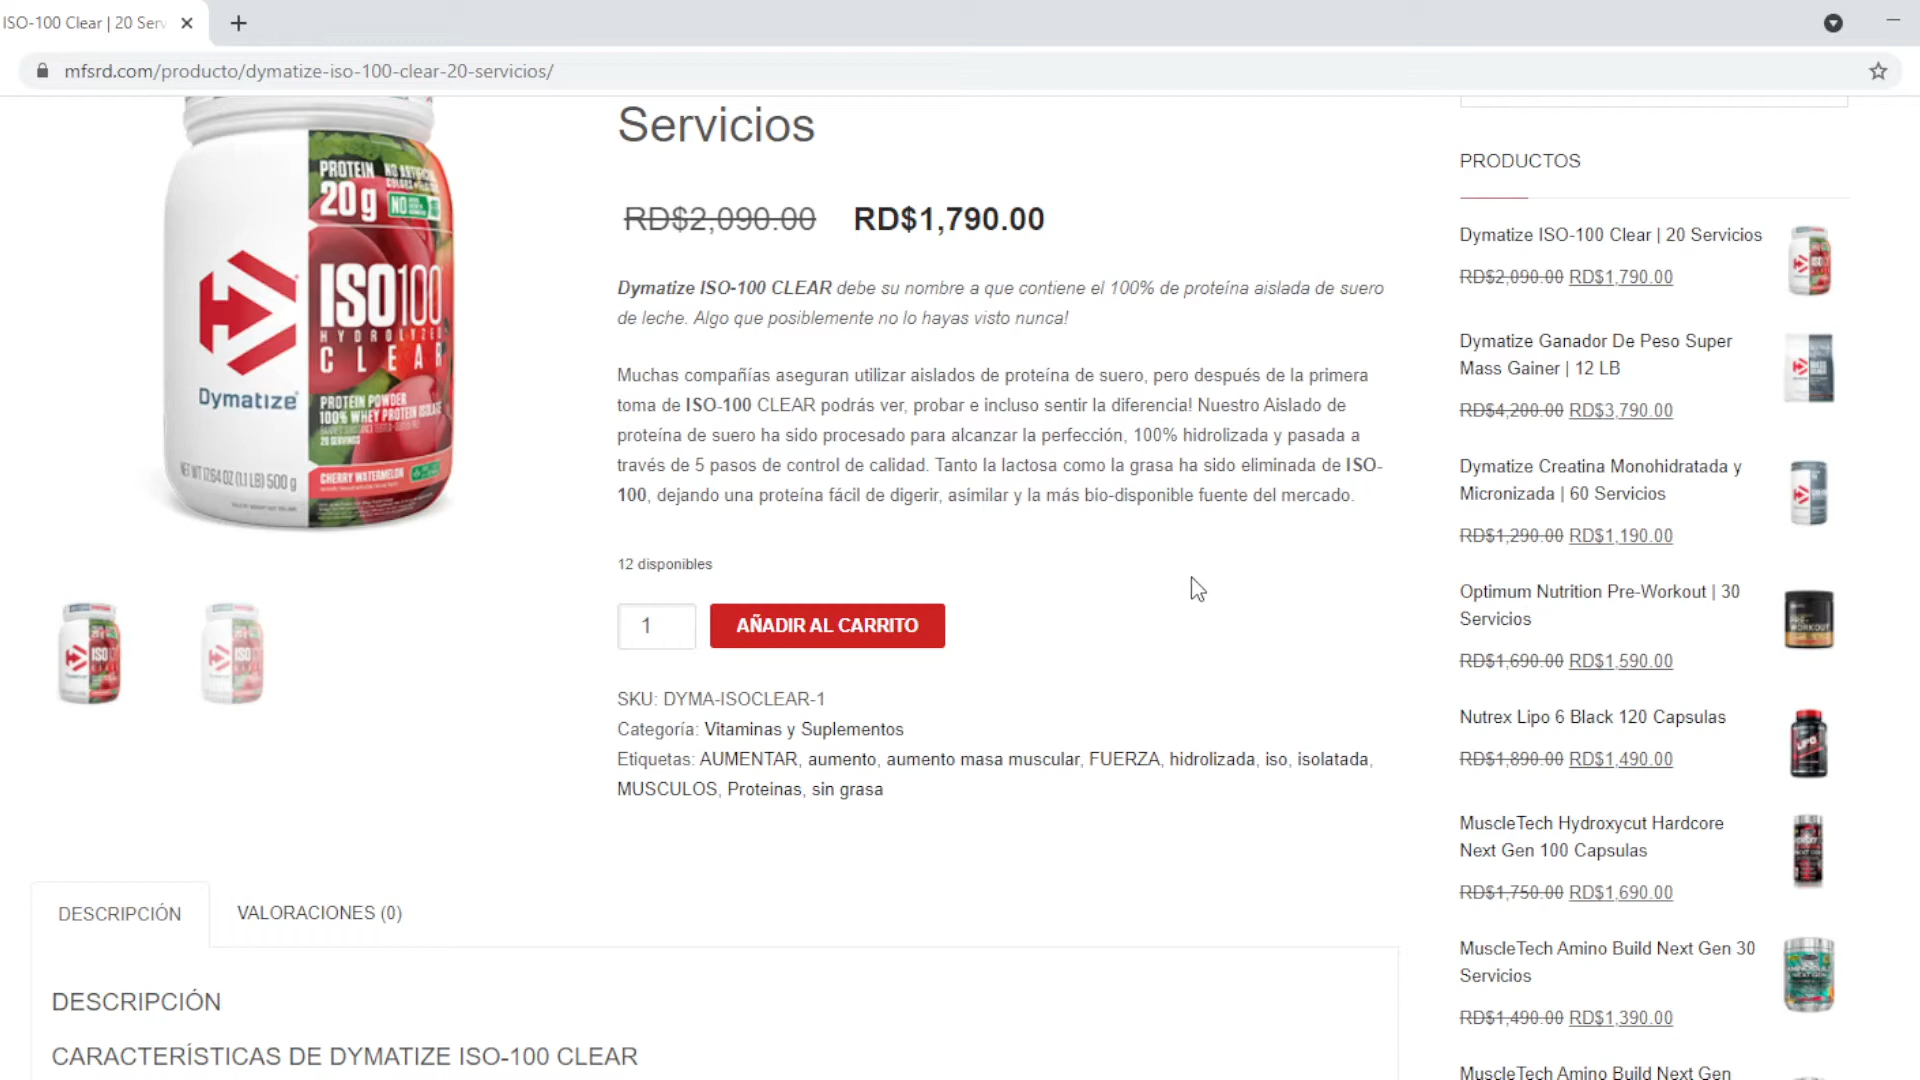 ISO-100 Clear | 20 Serv
mfsrd.com/producto/dymatize-iso-100-clear-20-servicios/
PROTEIN
20 g
NO
ISO100
HYDROLYZED
CLEAR
Dymatize
PROTEIN POWDER
100% WHEY PROTEIN ISOLATE
20 SERVINGS
NET WT 17.64 OZ (1.1 LB) 500 g
CHERRY WATERMELON
Servicios
RD$2,090.00 RD$1,790.00
Dymatize ISO-100 CLEAR debe su nombre a que contiene el 100% de proteína aislada de suero
de leche. Algo que posiblemente no lo hayas visto nunca!
Muchas compañías aseguran utilizar aislados de proteína de suero, pero después de la primera
toma de ISO-100 CLEAR podrás ver, probar e incluso sentir la diferencia! Nuestro Aislado de
proteína de suero ha sido procesado para alcanzar la perfección, 100% hidrolizada y pasada a
través de 5 pasos de control de calidad. Tanto la lactosa como la grasa ha sido eliminada de ISO-
100, dejando una proteína fácil de digerir, asimilar y la más bio-disponible fuente del mercado.
12 disponibles
1
AÑADIR AL CARRITO
SKU: DYMA-ISOCLEAR-1
Categoría: Vitaminas y Suplementos
Etiquetas: AUMENTAR, aumento, aumento masa muscular, FUERZA, hidrolizada, iso, isolatada,
MUSCULOS, Proteinas, sin grasa
DESCRIPCIÓN
VALORACIONES (0)
DESCRIPCIÓN
CARACTERÍSTICAS DE DYMATIZE ISO-100 CLEAR
PRODUCTOS
Dymatize ISO-100 Clear | 20 Servicios
RD$2,090.00 RD$1,790.00
Dymatize Ganador De Peso Super
Mass Gainer | 12 LB
RD$4,200.00 RD$3,790.00
Dymatize Creatina Monohidratada y
Micronizada | 60 Servicios
RD$1,290.00 RD$1,190.00
Optimum Nutrition Pre-Workout | 30
Servicios
RD$1,690.00 RD$1,590.00
Nutrex Lipo 6 Black 120 Capsulas
RD$1,890.00 RD$1,490.00
MuscleTech Hydroxycut Hardcore
Next Gen 100 Capsulas
RD$1,750.00 RD$1,690.00
MuscleTech Amino Build Next Gen 30
Servicios
RD$1,490.00 RD$1,390.00
MuscleTech Amino Build Next Gen